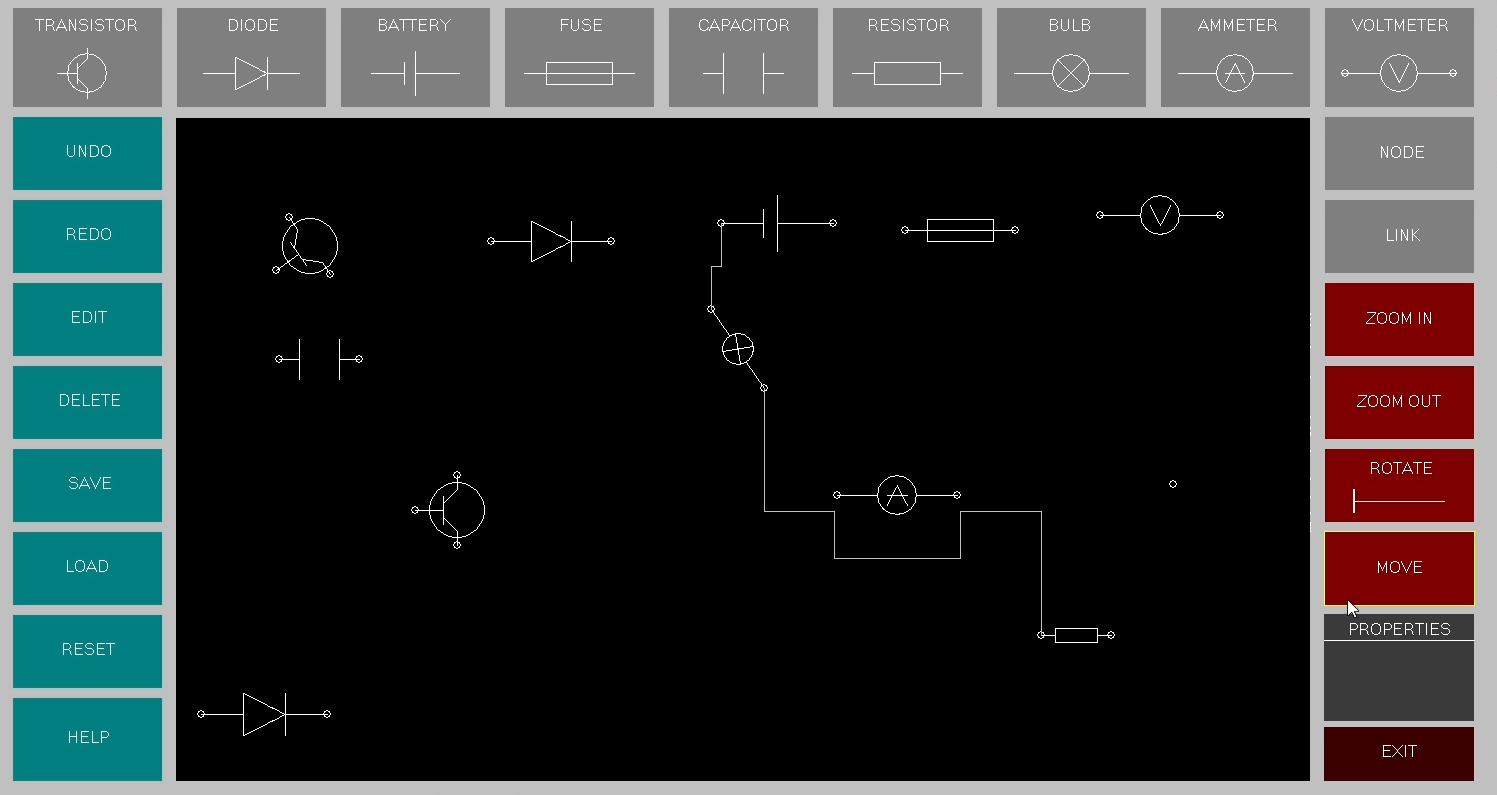 TRANSISTOR
DIODE
BATTERY
FUSE
CAPACITOR
RESISTOR
BULB
AMMETER
VOLTMETER
A
V
UNDO
REDO
EDIT
DELETE
SAVE
LOAD
RESET
HELP
V
A
NODE
LINK
ZOOM IN
ZOOM OUT
ROTATE
MOVE
PROPERTIES
EXIT